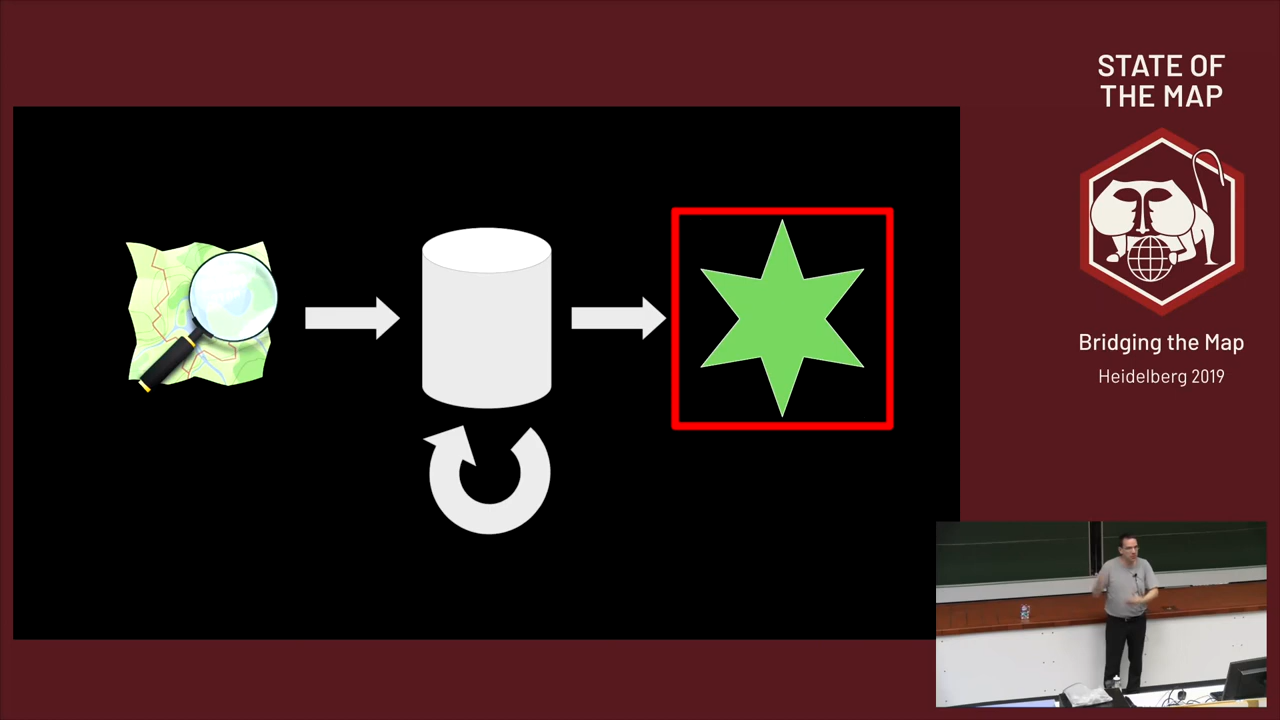 STATE OF
THE MAP
Bridging the Map
Heidelberg 2019